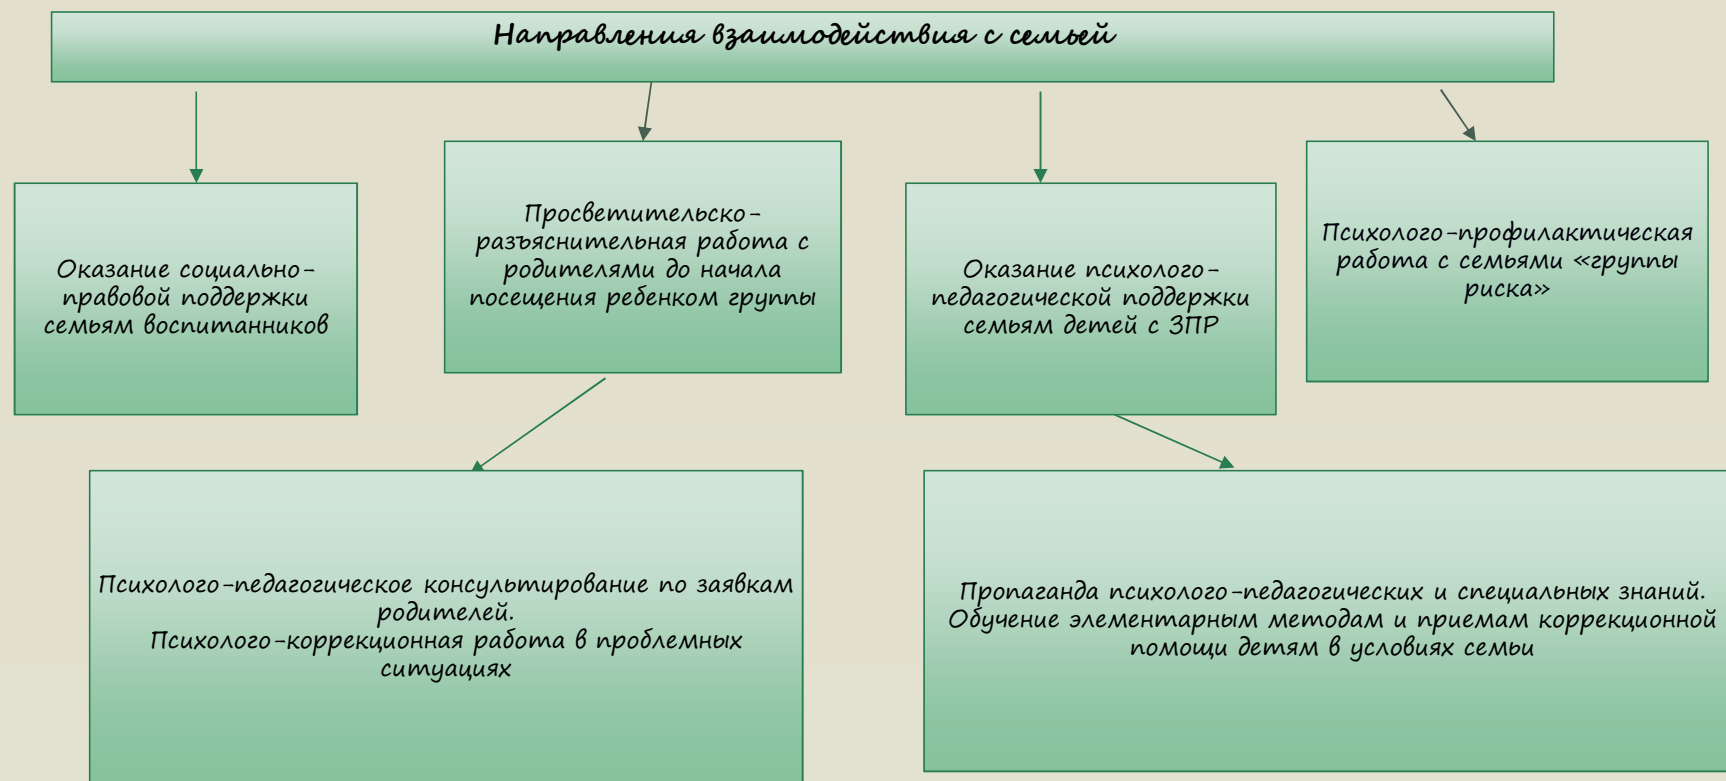 Направления взаимодействия с семьей
Оказание социально-
правовой поддержки
семьям воспитанников
Просветительско-
разъяснительная работа с
родителями до начала
посещения ребенком группы
Оказание психолого-
педагогической поддержки
семьям детей с ЗПР
Психолого-профилактическая
работа с семьями «группы
риска»
Психолого-педагогическое консультирование по заявкам
родителей.
Психолого-коррекционная работа в проблемных
ситуациях
Пропаганда психолого-педагогических и специальных знаний.
Обучение элементарным методам и приемам коррекционной
помощи детям в условиях семьи